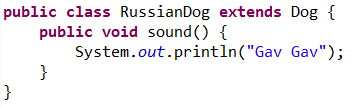 public class RussianDog extends Dog {
    public void sound() {
        System.out.println("Gav Gav");
    }
}